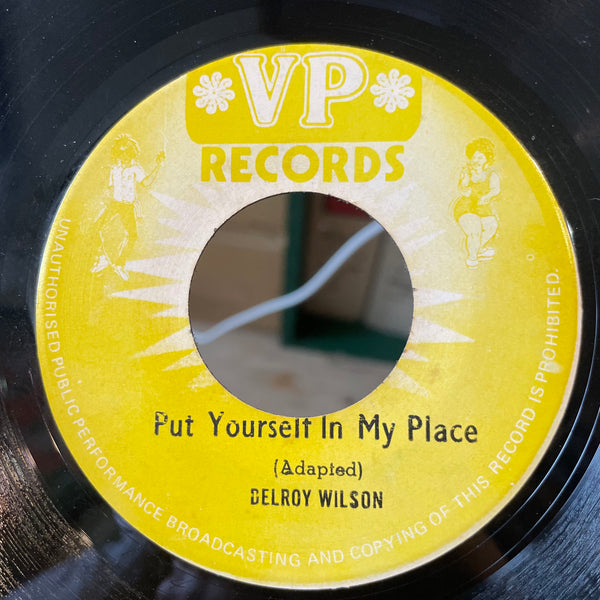 VP
RECORDS
Put Yourself In My Place
(Adapted)
DELROY WILSON
UNAUTHORISED PUBLIC PERFORMANCE BROADCASTING AND COPYING OF THIS RECORD IS PROHIBITED.